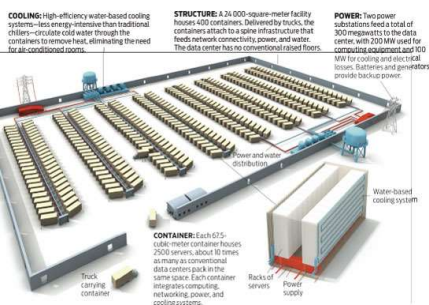 COOLING: High-efficiency water-based cooling
systems—less energy-intensive than traditional
chillers—circulate cold water through the
containers to remove heat, eliminating the need
for air-conditioned rooms.
STRUCTURE: A 24 000-square-meter facility
houses 400 containers. Delivered by trucks, the
containers attach to a spine infrastructure that
feeds network connectivity, power, and water.
The data center has no conventional raised floors.
POWER: Two power
substations feed a total of
300 megawatts to the data
center, with 200 MW used for
computing equipment and 100
MW for cooling and electrical
losses. Batteries and generators
provide backup power.
Power and water
distribution
Water-based
cooling system
CONTAINER: Each 67.5-
cubic-meter container houses
2500 servers, about 10 times
as many as conventional
data centers pack in the
same space. Each container
integrates computing,
networking, power, and
cooling systems.
Truck
carrying
container
Racks of
servers
Power
supply